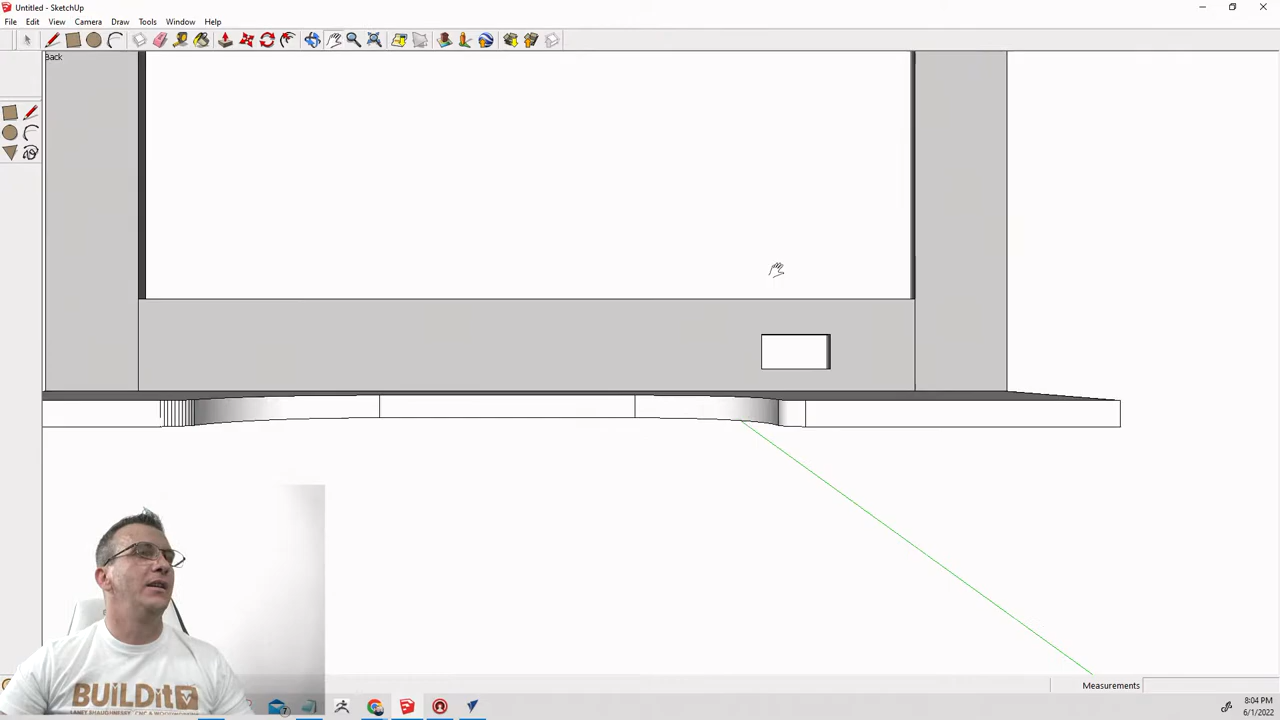 Untitled - SketchUp
File Edit View Camera Draw Tools Window Help
Back
BUILDit
Measurements
7
8:04 PM
6/1/2022